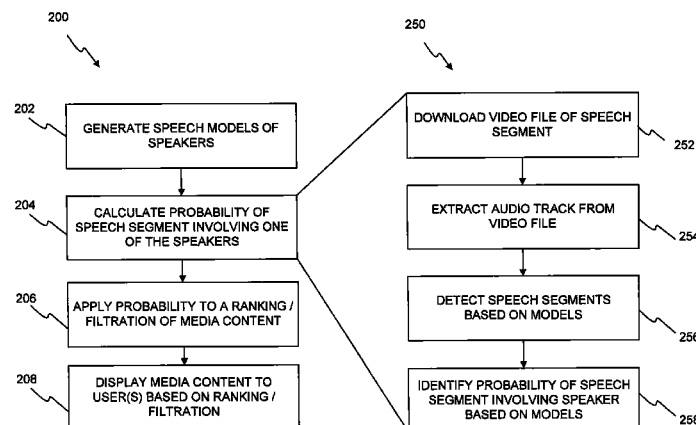 200
202
GENERATE SPEECH MODELS OF
SPEAKERS
204
CALCULATE PROBABILITY OF
SPEECH SEGMENT INVOLVING ONE
OF THE SPEAKERS
206
APPLY PROBABILITY TO A RANKING /
FILTRATION OF MEDIA CONTENT
208
DISPLAY MEDIA CONTENT TO
USER(S) BASED ON RANKING /
FILTRATION
250
DOWNLOAD VIDEO FILE OF SPEECH
SEGMENT
252
EXTRACT AUDIO TRACK FROM
VIDEO FILE
254
DETECT SPEECH SEGMENTS
BASED ON MODELS
256
IDENTIFY PROBABILITY OF SPEECH
SEGMENT INVOLVING SPEAKER
BASED ON MODELS
258